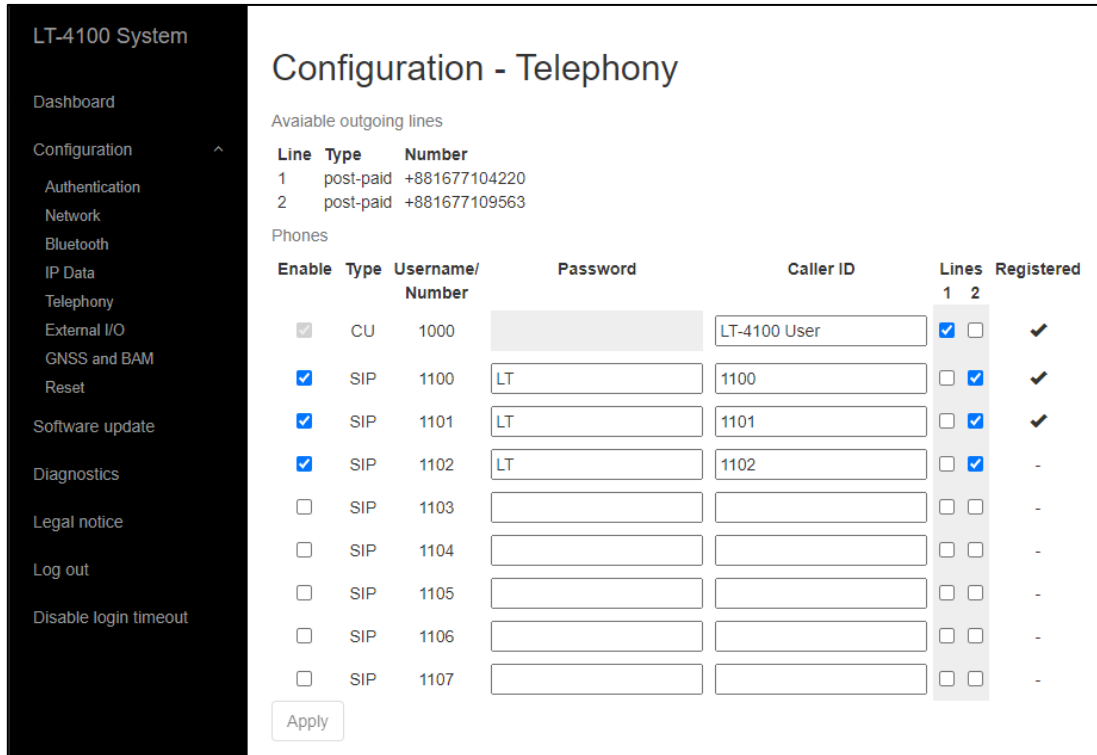 LT-4100 System
Dashboard
Configuration
Authentication
Network
Bluetooth
IP Data
Telephony
External I/O
GNSS and BAM
Reset
Software update
Diagnostics
Legal notice
Log out
Disable login timeout
Configuration - Telephony
Avaiable outgoing lines
Line Type Number
1 post-paid +881677104220
2 post-paid +881677109563
Phones
Enable Type Username/ Password Caller ID Lines Registered
Number 1 2
CU 1000 LT-4100 User
SIP 1100 LT 1100
SIP 1101 LT 1101
SIP 1102 LT 1102 -
SIP 1103 -
SIP 1104 -
SIP 1105 -
SIP 1106 -
SIP 1107 -
Apply